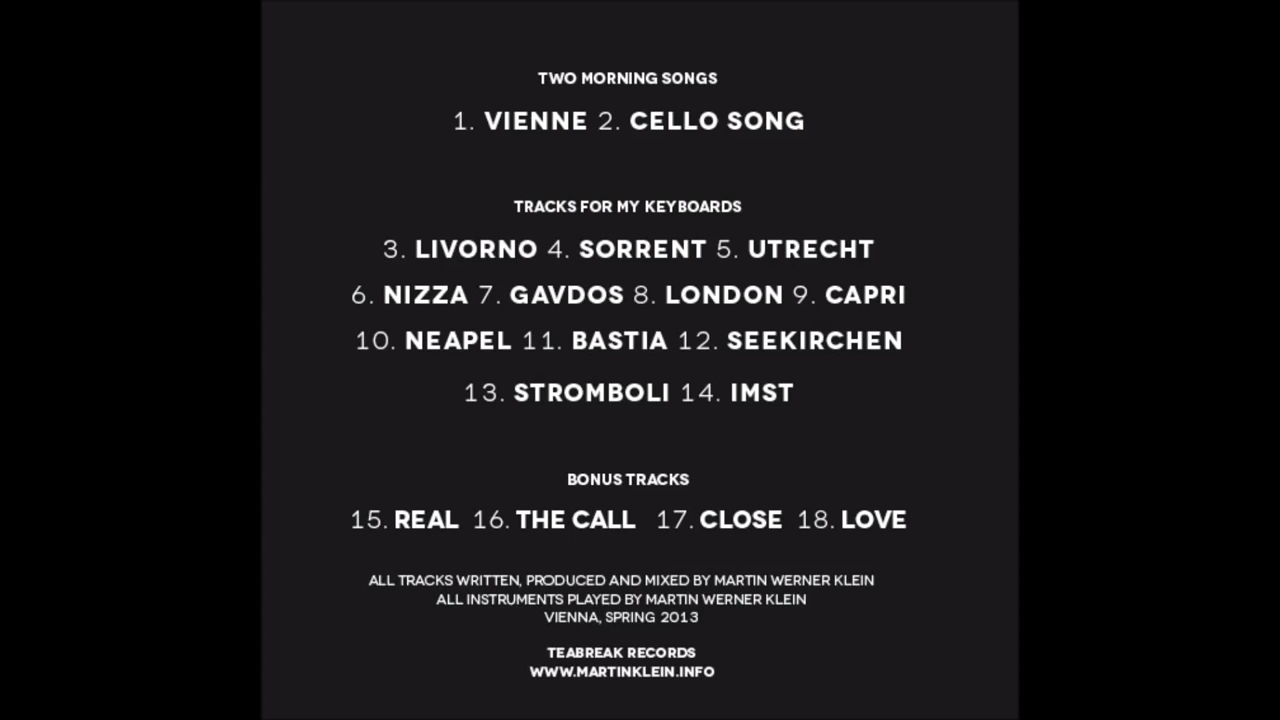 TWO MORNING SONGS
1. VIENNE 2. CELLO SONG
TRACKS FOR MY KEYBOARDS
3. LIVORNO 4. SORRENT 5. UTRECHT
6. NIZZA 7. GAVDOS 8. LONDON 9. CAPRI
10. NEAPEL 11. BASTIA 12. SEEKIRCHEN
13. STROMBOLI 14. IMST
BONUS TRACKS
15. REAL 16. THE CALL 17. CLOSE 18. LOVE
ALL TRACKS WRITTEN, PRODUCED AND MIXED BY MARTIN WERNER KLEIN
ALL INSTRUMENTS PLAYED BY MARTIN WERNER KLEIN
VIENNA, SPRING 2013
TEABREAK RECORDS
WWW.MARTINKLEIN.INFO